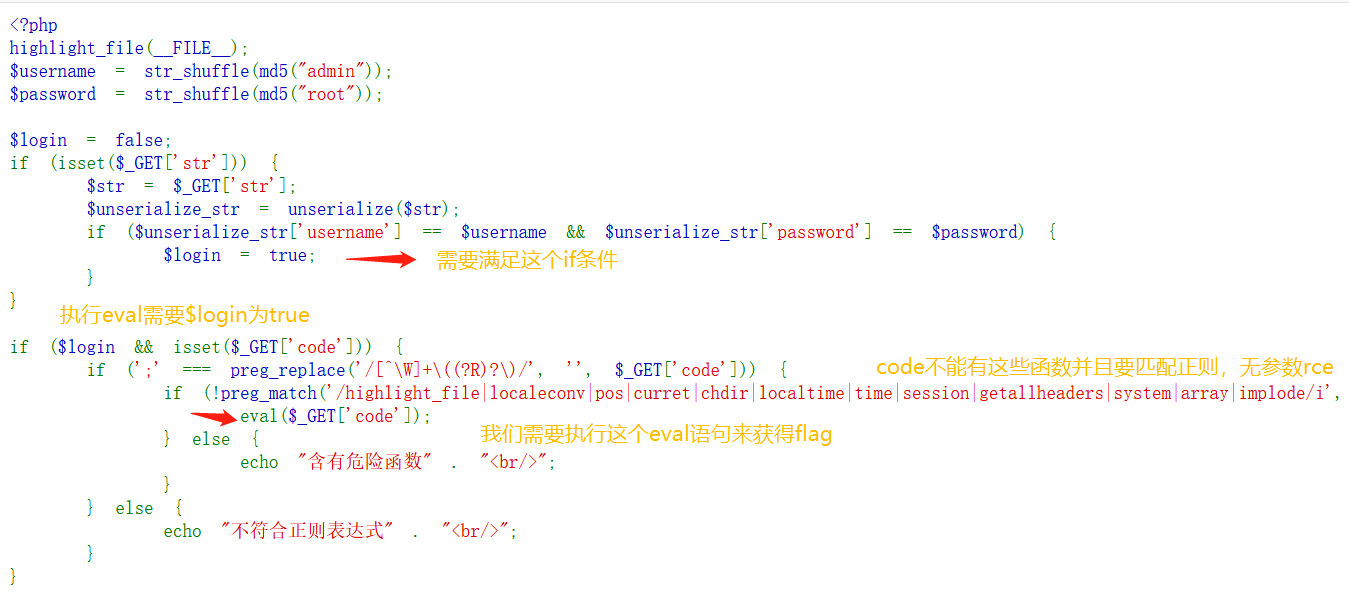 <?php
highlight_file(__FILE__);
$username = str_shuffle(md5("admin"));
$password = str_shuffle(md5("root"));
$login = false;
if (isset($_GET['str'])) {
$str = $_GET['str'];
$unserialize_str = unserialize($str);
if ($unserialize_str['username'] == $username && $unserialize_str['password'] == $password) {
$login = true; 需要满足这个if条件
}
}
执行eval需要$login为true
if ($login && isset($_GET['code'])) {
if (';' === preg_replace('/[^\W]+\((?R)?\)/', '', $_GET['code'])) { code不能有这些函数并且要匹配正则，无参数rce
if (!preg_match('/highlight_file|localeconv|pos|curret|chdir|localtime|time|session|getallheaders|system|array|implode/i',
eval($_GET['code']);
} else { 我们需要执行这个eval语句来获得flag
echo "含有危险函数" . "<br/>";
}
} else {
echo "不符合正则表达式" . "<br/>";
}
}